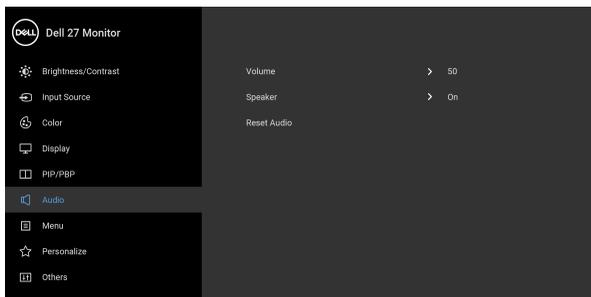 DELL Dell 27 Monitor
Brightness/Contrast
Input Source
Color
Display
PIP/PBP
Audio
Menu
Personalize
Others
Volume > 50
Speaker > On
Reset Audio